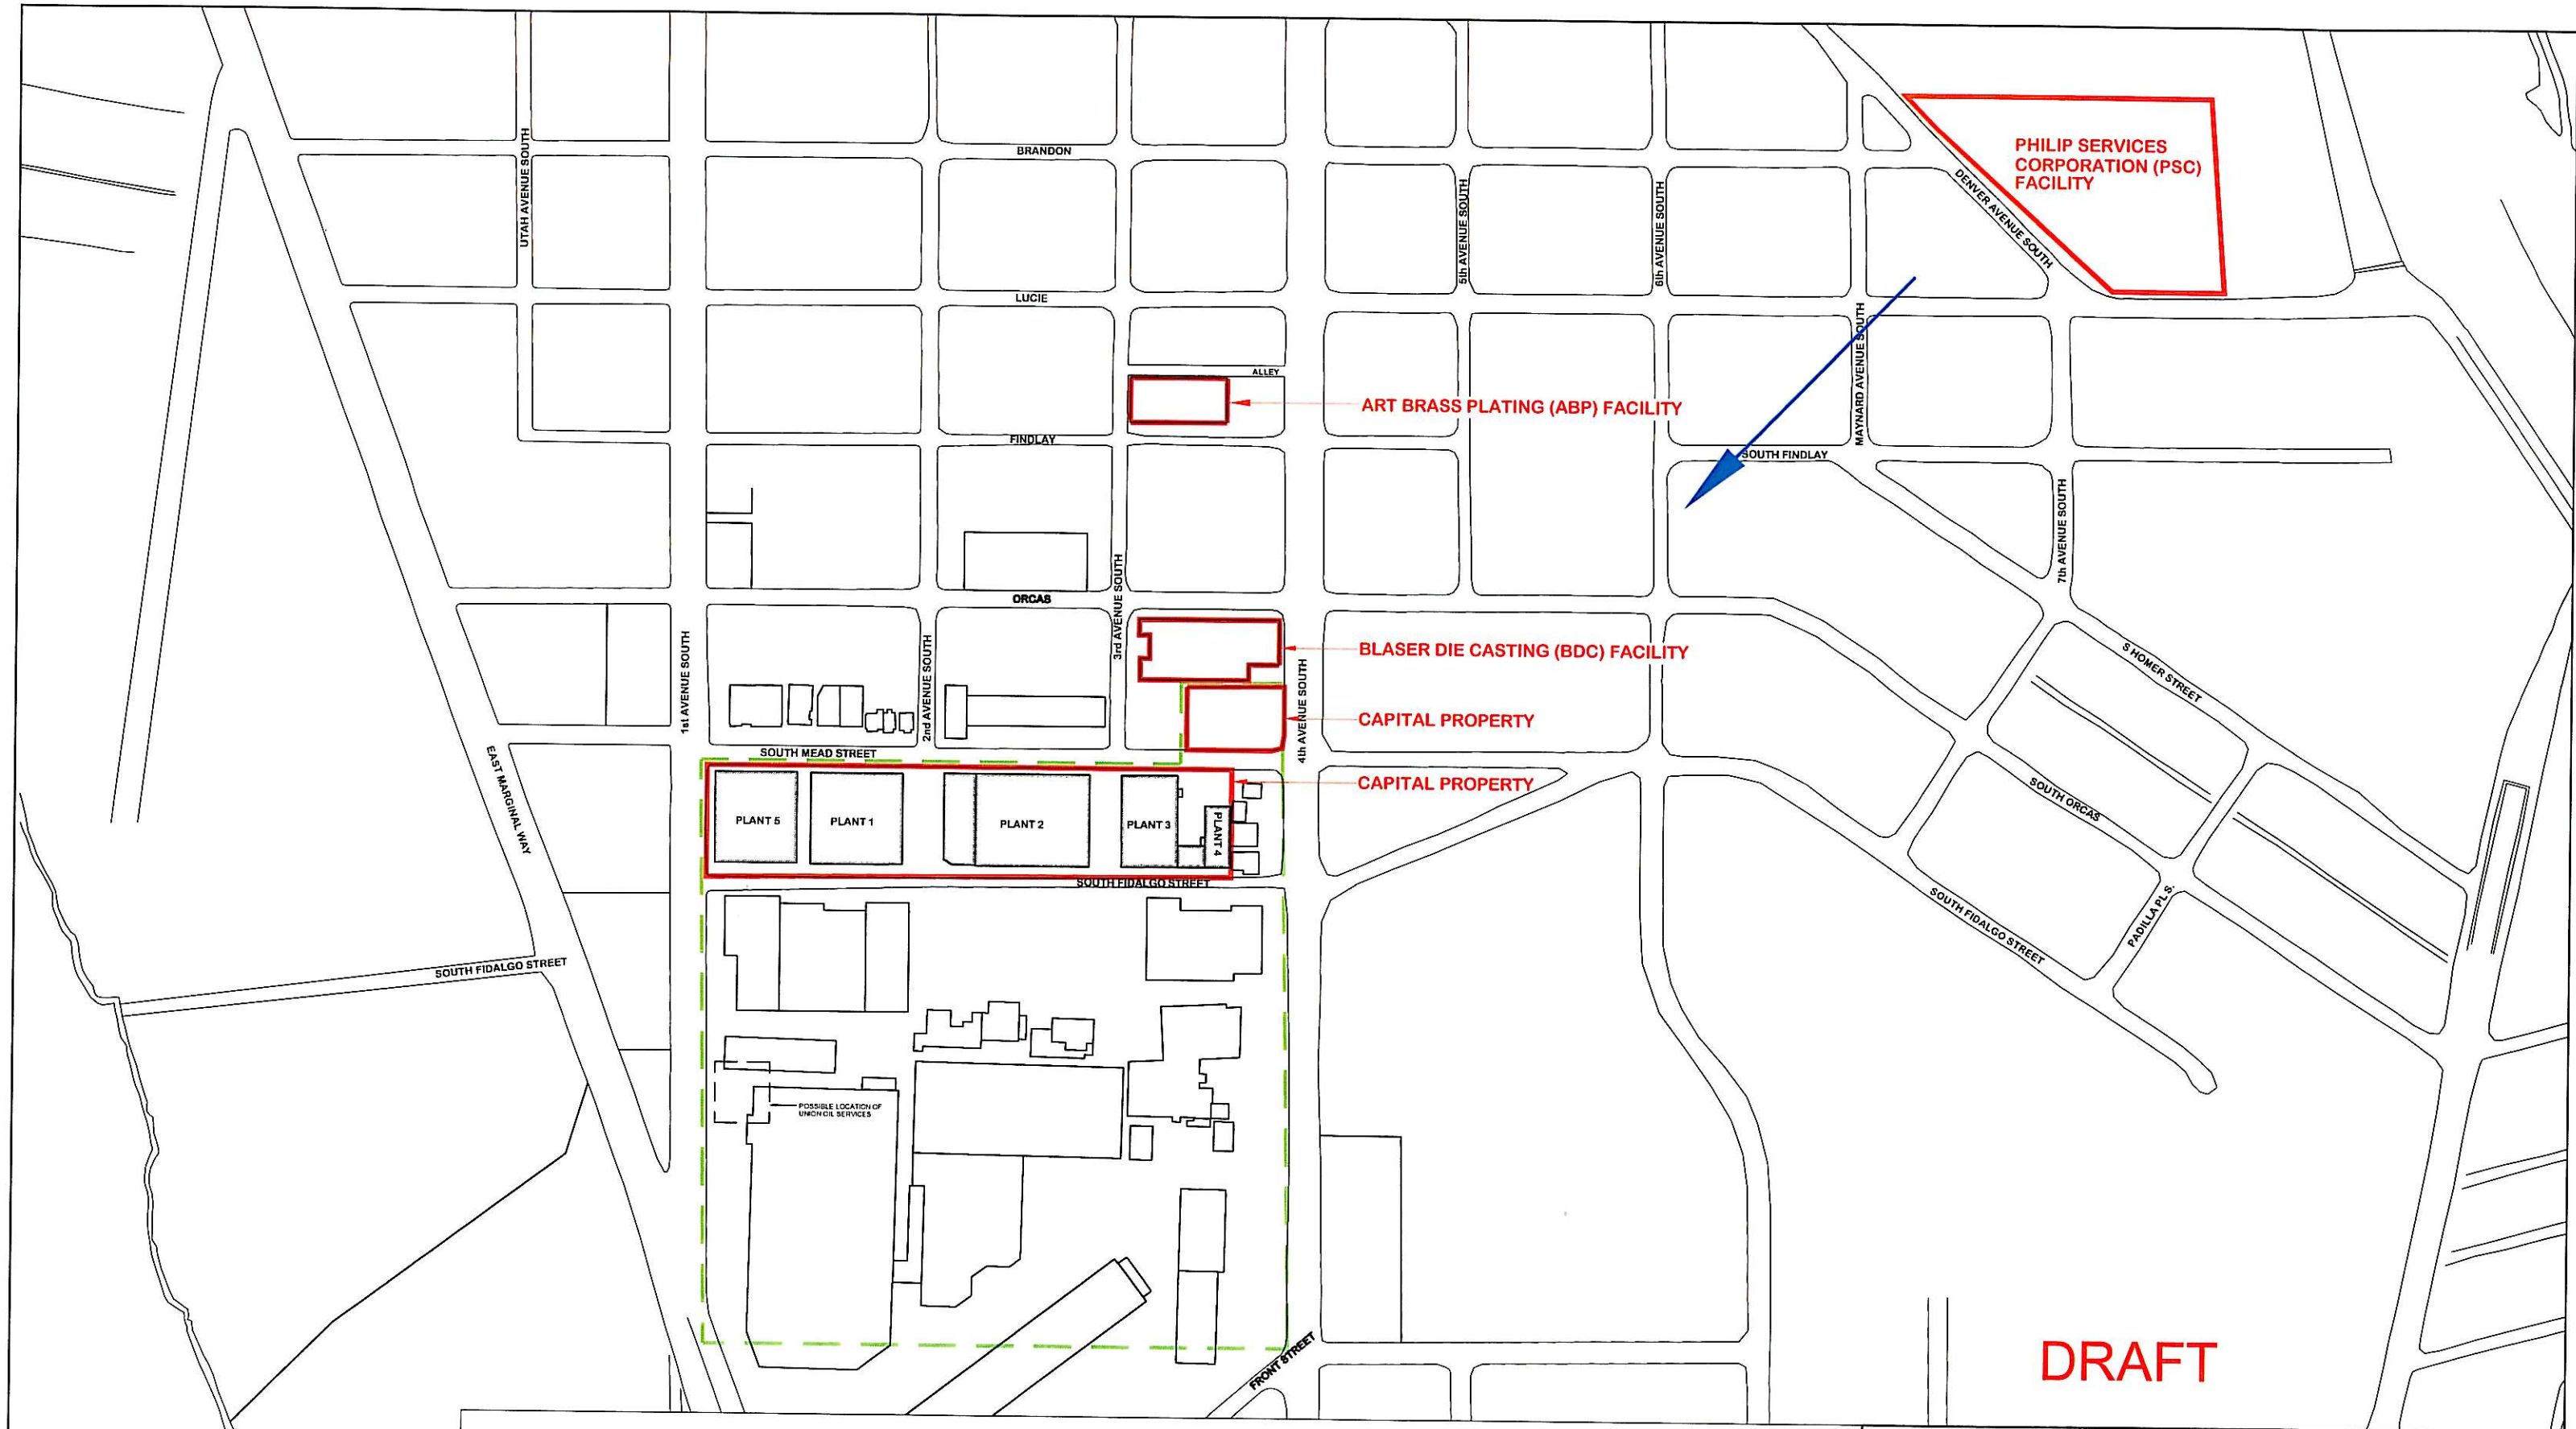 BRANDON
UTAH AVENUE SOUTH
PHILIP SERVICES
CORPORATION (PSC)
FACILITY
DENVER AVENUE SOUTH
5th AVENUE SOUTH
6th AVENUE SOUTH
LUCIE
MAYNARD AVENUE SOUTH
ALLEY
ART BRASS PLATING (ABP) FACILITY
FINDLAY
SOUTH FINDLAY
7th AVENUE SOUTH
ORCAS
3rd AVENUE SOUTH
1st AVENUE SOUTH
2nd AVENUE SOUTH
BLASER DIE CASTING (BDC) FACILITY
4th AVENUE SOUTH
S HOMER STREET
CAPITAL PROPERTY
SOUTH MEAD STREET
EAST MARGINAL WAY
CAPITAL PROPERTY
SOUTH ORCAS
PLANT 5
PLANT 1
PLANT 2
PLANT 3
PLANT 4
SOUTH FIDALGO STREET
SOUTH FIDALGO STREET
PADILLA PL S.
SOUTH FIDALGO STREET
POSSIBLE LOCATION OF
UNION OIL SERVICES
FRONT STREET
DRAFT